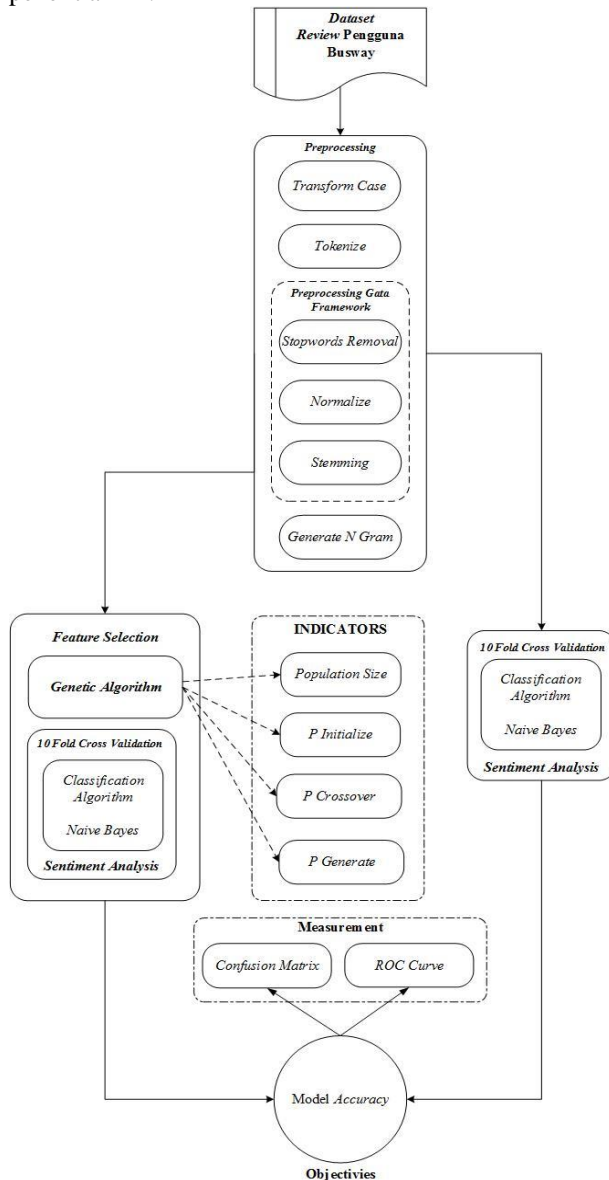 Dataset
Review Pengguna
Busway
Preprocessing
Transform Case
Tokenize
Preprocessing Gata
Framework
Stopwords Removal
Normalize
Stemming
Generate N Gram
Feature Selection
Genetic Algorithm
10 Fold Cross Validation
Classification
Algorithm
Naive Bayes
Sentiment Analysis
INDICATORS
Population Size
P Initialize
P Crossover
P Generate
10 Fold Cross Validation
Classification
Algorithm
Naive Bayes
Sentiment Analysis
Measurement
Confusion Matrix
ROC Curve
Model Accuracy
Objectivies